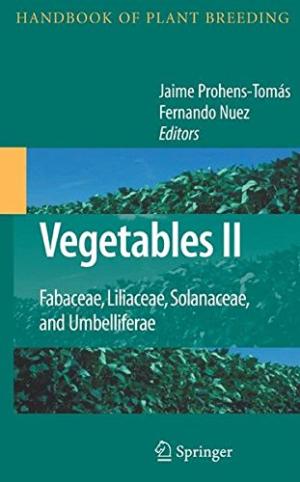 HANDBOOK OF PLANT BREEDING
Jaime Prohens-Tomás
Fernando Nuez
Editors
Vegetables II
Fabaceae, Liliaceae, Solanaceae,
and Umbelliferae
Springer